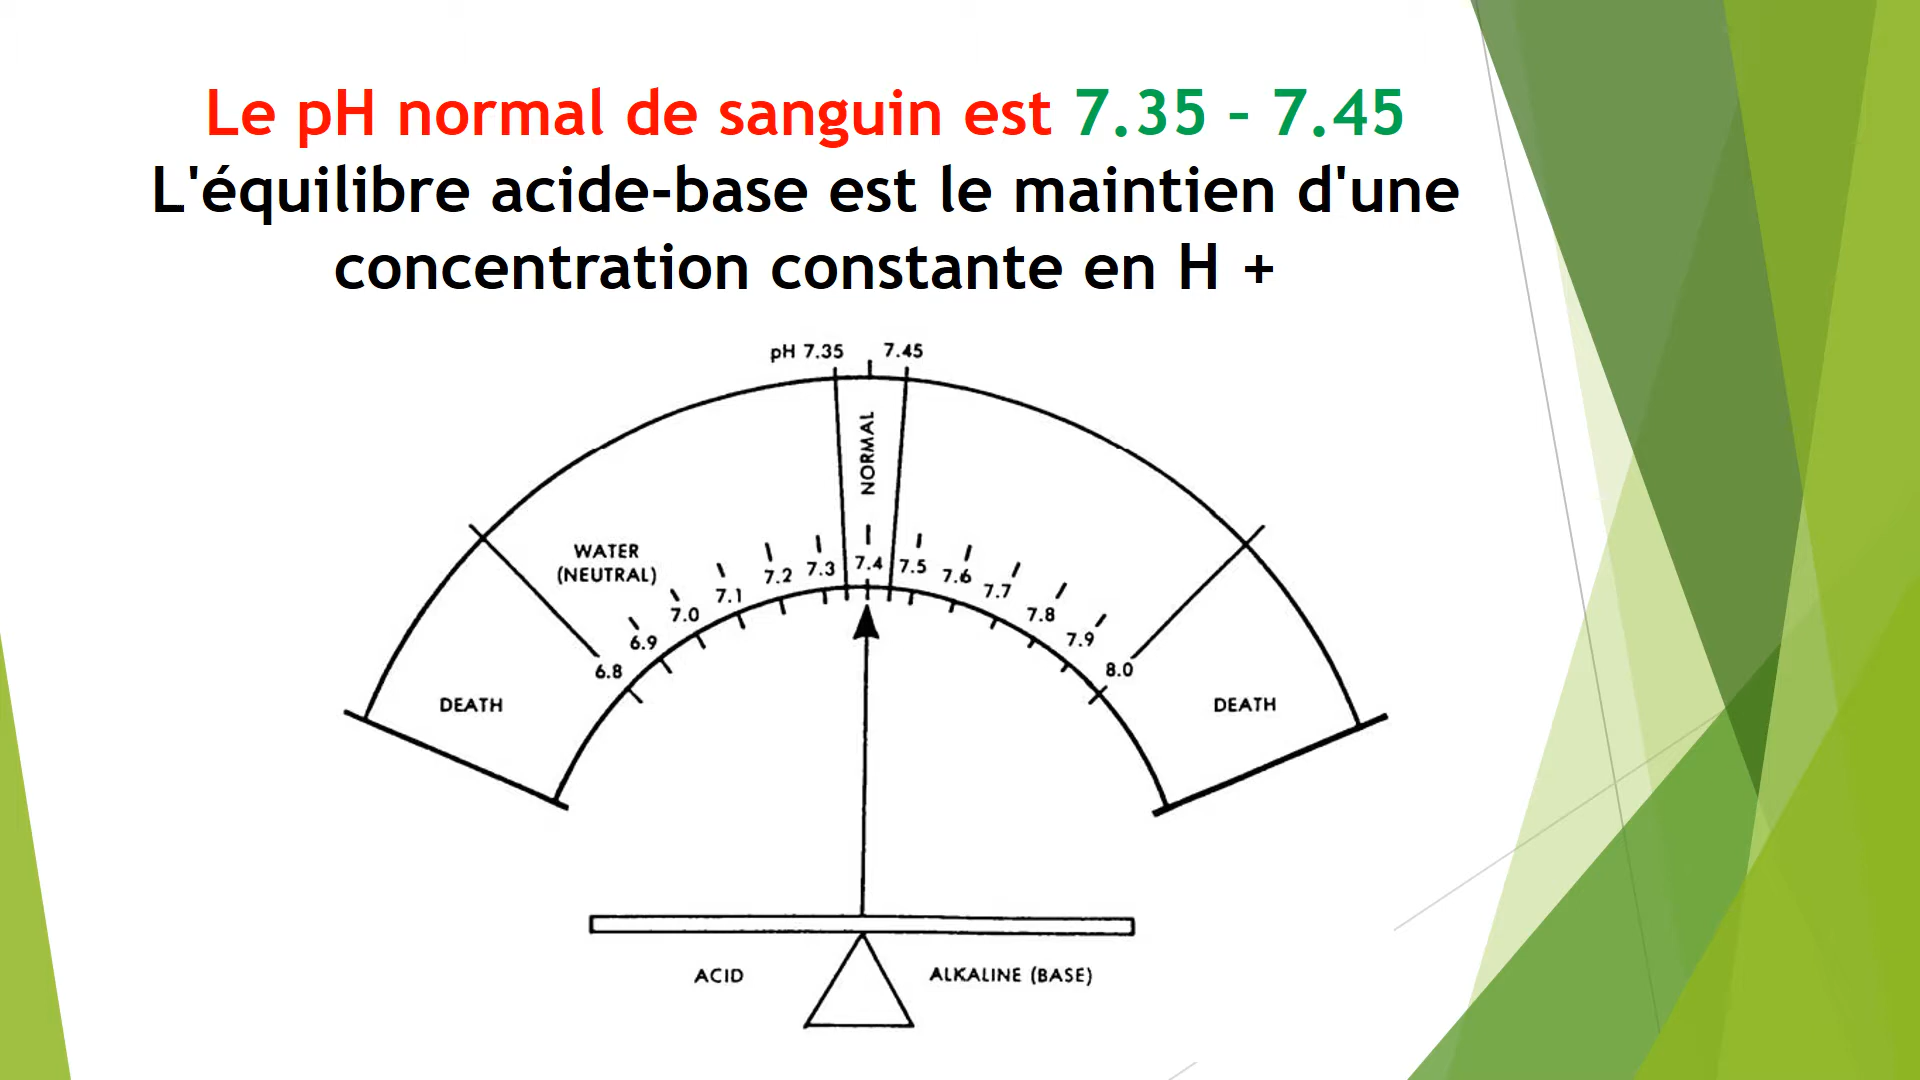 Le pH normal de sanguin est 7.35 – 7.45
L'équilibre acide-base est le maintien d'une
concentration constante en H +
pH 7.35 7.45
NORMAL
WATER
(NEUTRAL)
6.8 6.9 7.0 7.1 7.2 7.3 7.4 7.5 7.6 7.7 7.8 7.9 8.0
DEATH DEATH
ACID ALKALINE (BASE)